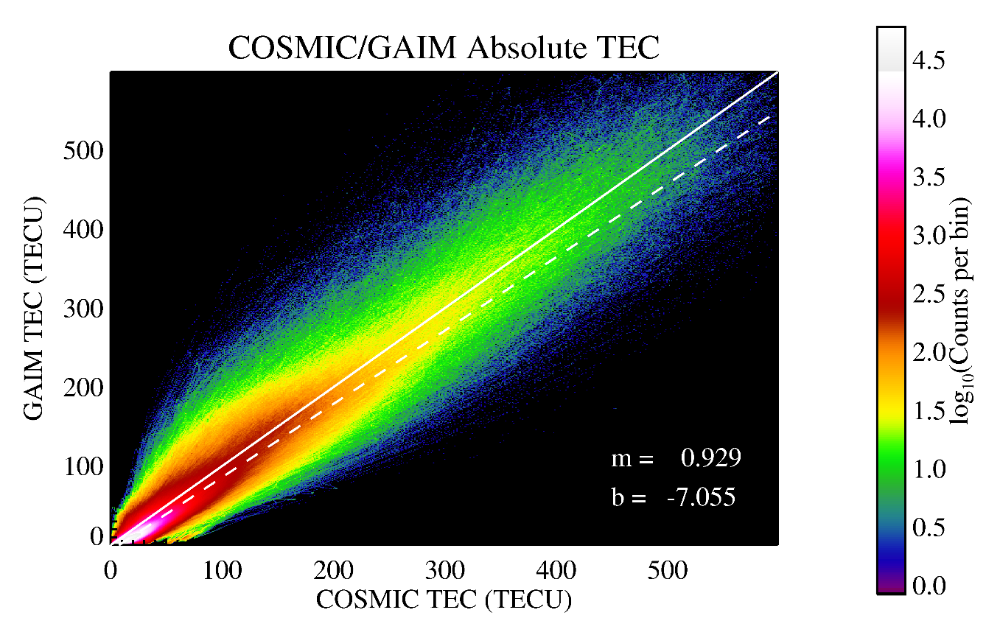 COSMIC/GAIM Absolute TEC
GAIM TEC (TECU)
500
400
300
200
100
0
m = 0.929
b = -7.055
0 100 200 300 400 500
COSMIC TEC (TECU)
4.5
4.0
3.5
3.0
2.5
2.0
1.5
1.0
0.5
0.0
log₁₀(Counts per bin)